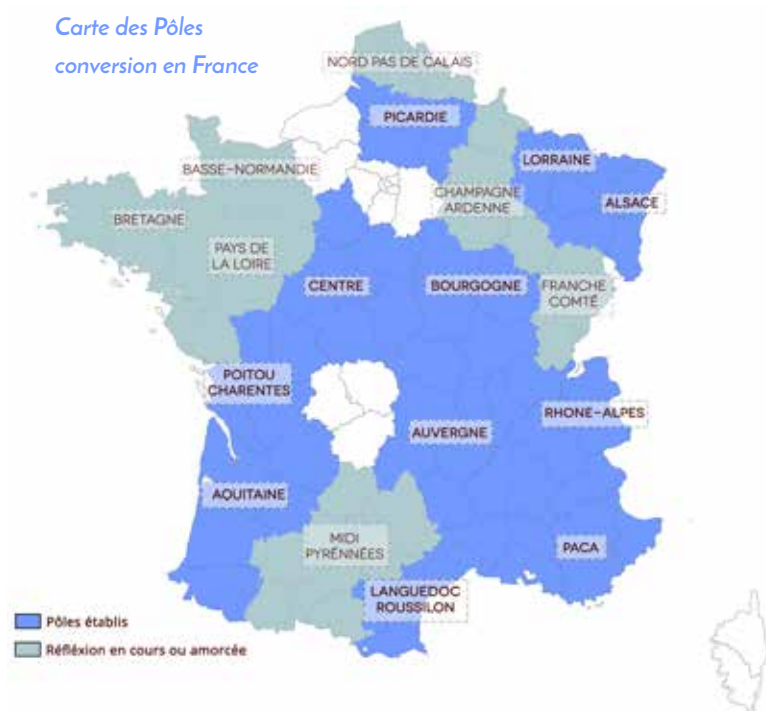 Carte des Pôles
conversion en France
NORD PAS DE CALAIS
PICARDIE
BASSE-NORMANDIE
LORRAINE
CHAMPAGNE
ARDENNE
ALSACE
BRETAGNE
PAYS DE
LA LOIRE
CENTRE
BOURGOGNE
FRANCHE
COMTÉ
POITOU
CHARENTES
RHONE-ALPES
AUVERGNE
AQUITAINE
MIDI
PYRÉNNÉES
PACA
LANGUEDOC
ROUSSILON
Pôles établis
Réfléxion en cours ou amorcée